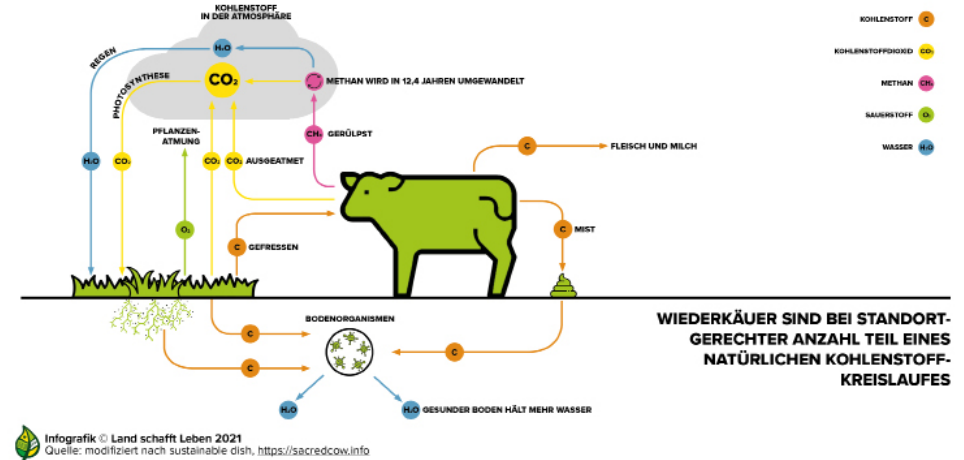 KOHLENSTOFF
IN DER ATMOSPHÄRE
KOHLENSTOFF C
KOHLENSTOFFDIOXID CO₂
METHAN CH₄
SAUERSTOFF O₂
WASSER H₂O
REGEN
H₂O
PHOTOSYNTHESE
CO₂
METHAN WIRD IN 12,4 JAHREN UMGEWANDELT
PFLANZEN-
ATMUNG
CH₄ GERÜLPST
C FLEISCH UND MILCH
H₂O
CO₂
CO₂
CO₂ AUSGEATMET
O₂
C GEFRESSEN
C MIST
BODENORGANISMEN
C
C
C
H₂O
H₂O GESUNDER BODEN HÄLT MEHR WASSER
WIEDERKÄUER SIND BEI STANDORT-
GERECHTER ANZAHL TEIL EINES
NATÜRLICHEN KOHLENSTOFF-
KREISLAUFES
Infografik © Land schafft Leben 2021
Quelle: modifiziert nach sustainable dish, https://sacredcow.info